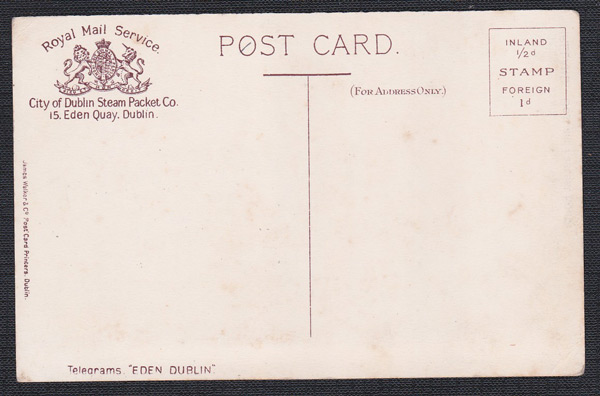 Royal Mail Service.
City of Dublin Steam Packet Co.
15. Eden Quay. Dublin.
POST CARD.
(FOR ADDRESS ONLY.)
INLAND
1/2d
STAMP
FOREIGN
1d
James Walker & Co Post Card Printers. Dublin.
Telegrams. "EDEN DUBLIN".